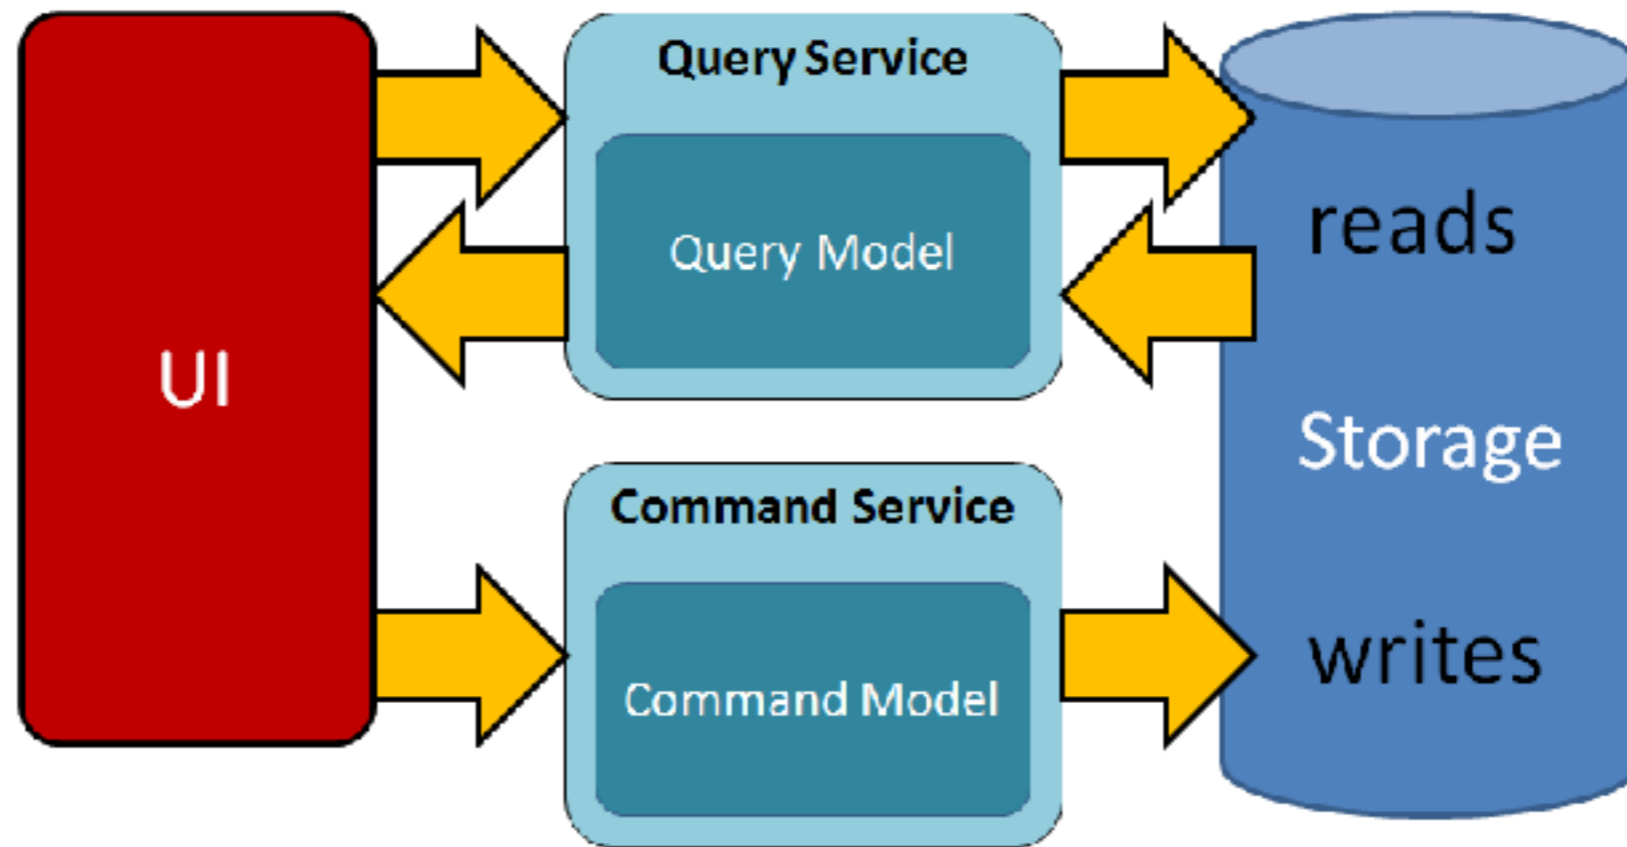 UI
Query Service
Query Model
Command Service
Command Model
reads
Storage
writes